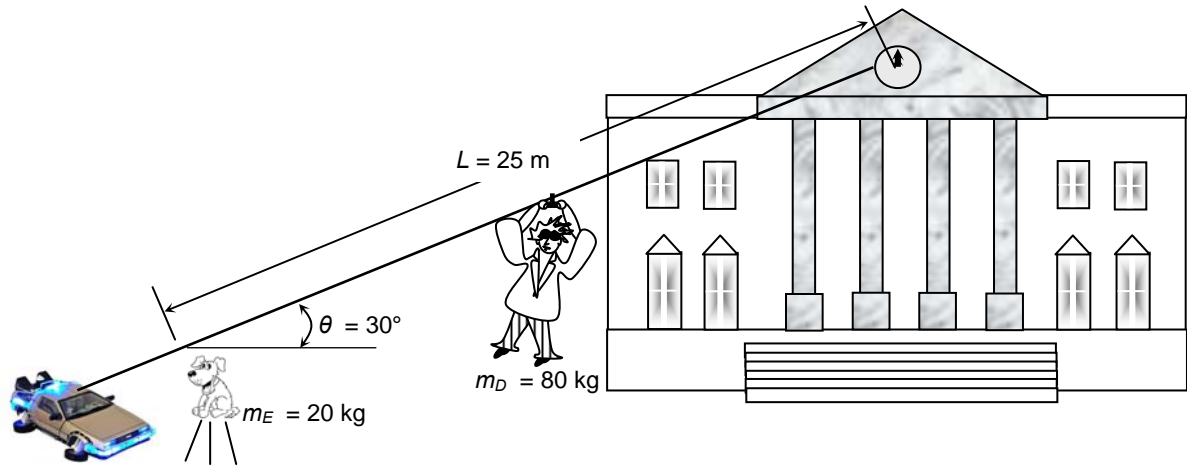 L = 25 m
θ = 30°
m_D = 80 kg
m_E = 20 kg